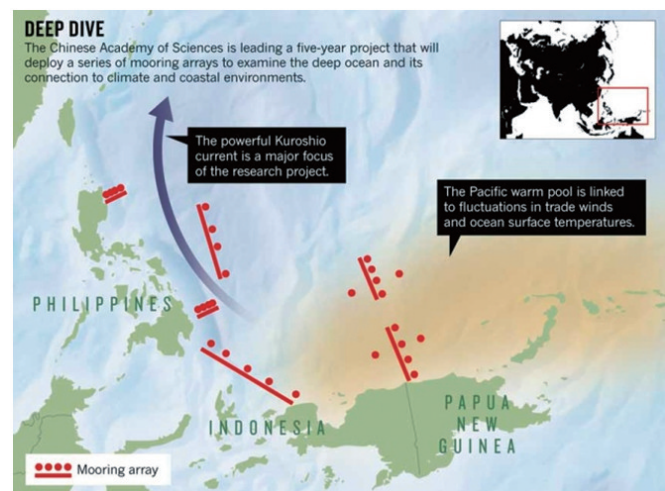 DEEP DIVE
The Chinese Academy of Sciences is leading a five-year project that will
deploy a series of mooring arrays to examine the deep ocean and its
connection to climate and coastal environments.
The powerful Kuroshio
current is a major focus
of the research project.
The Pacific warm pool is linked
to fluctuations in trade winds
and ocean surface temperatures.
PHILIPPINES
INDONESIA
PAPUA
NEW
GUINEA
Mooring array